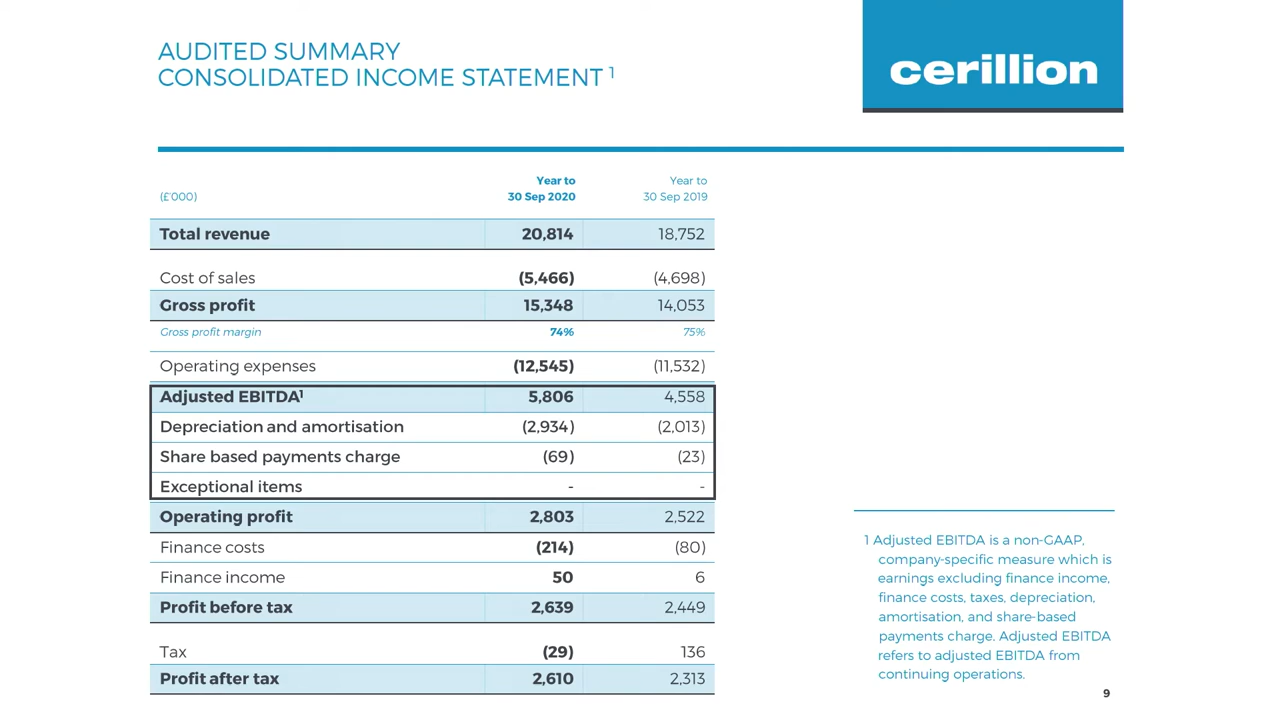 AUDITED SUMMARY
CONSOLIDATED INCOME STATEMENT 1
cerillion
Year to Year to
(£'000) 30 Sep 2020 30 Sep 2019
Total revenue 20,814 18,752
Cost of sales (5,466) (4,698)
Gross profit 15,348 14,053
Gross profit margin 74% 75%
Operating expenses (12,545) (11,532)
Adjusted EBITDA1 5,806 4,558
Depreciation and amortisation (2,934) (2,013)
Share based payments charge (69) (23)
Exceptional items - -
Operating profit 2,803 2,522
Finance costs (214) (80)
Finance income 50 6
Profit before tax 2,639 2,449
Tax (29) 136
Profit after tax 2,610 2,313
1 Adjusted EBITDA is a non-GAAP,
company-specific measure which is
earnings excluding finance income,
finance costs, taxes, depreciation,
amortisation, and share-based
payments charge. Adjusted EBITDA
refers to adjusted EBITDA from
continuing operations.
9